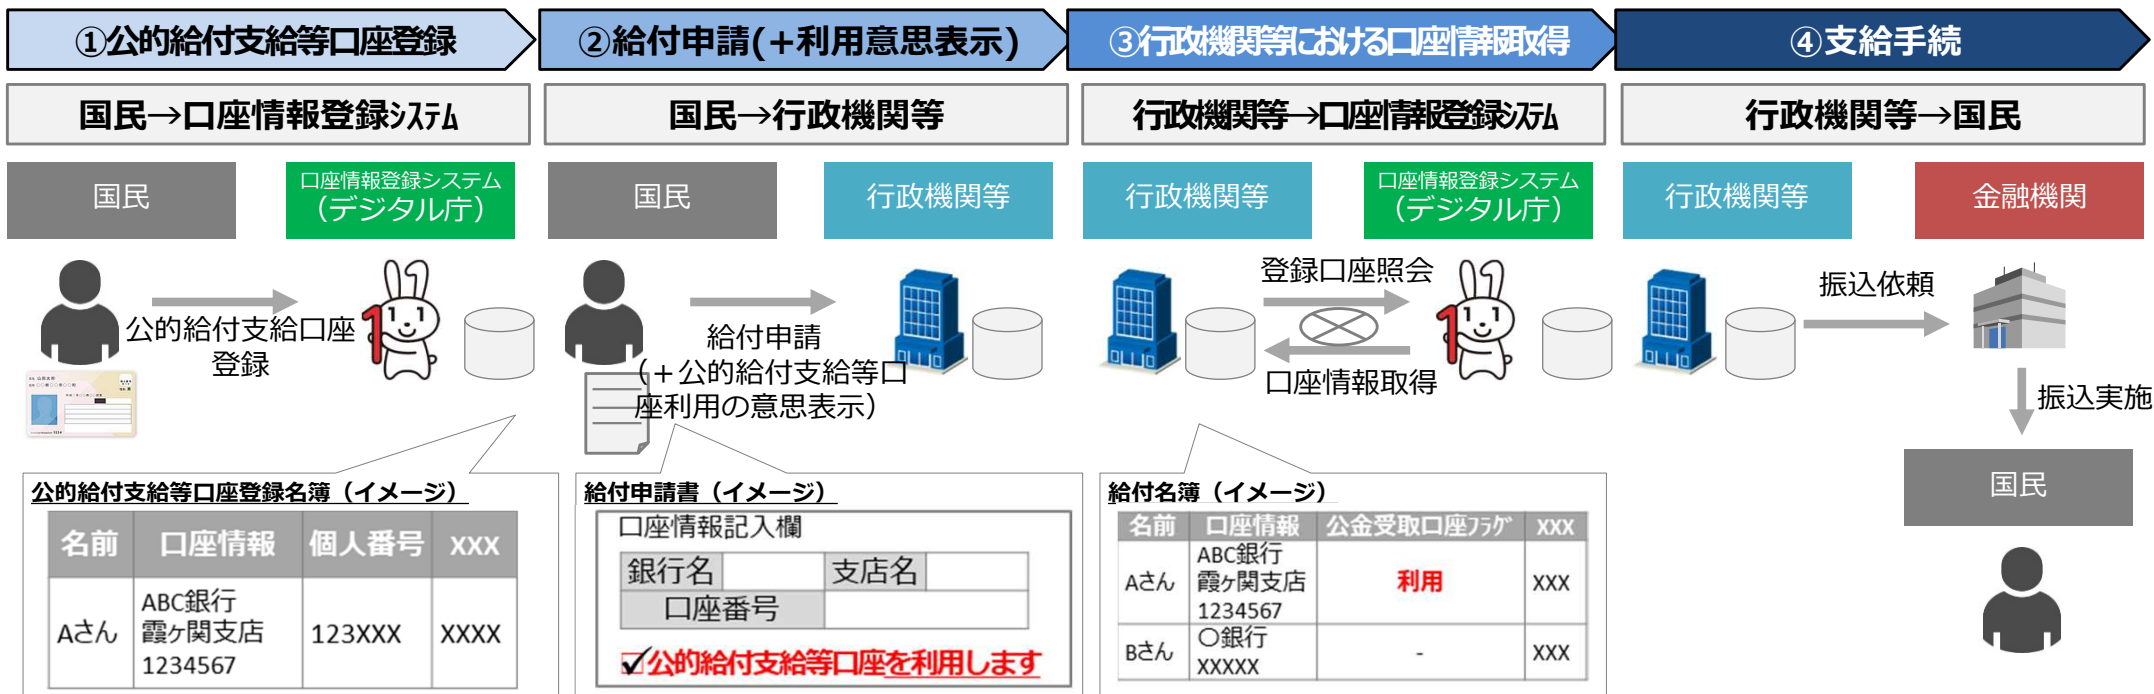 ①公的給付支給等口座登録
②給付申請(+利用意思表示)
③行政機関等における口座情報取得
④支給手続
国民→口座情報登録ｼｽﾃﾑ
国民→行政機関等
行政機関等→口座情報登録ｼｽﾃﾑ
行政機関等→国民
国民
口座情報登録システム
（デジタル庁）
国民
行政機関等
行政機関等
口座情報登録システム
（デジタル庁）
行政機関等
金融機関
公的給付支給口座
登録
給付申請
（＋公的給付支給等口
座利用の意思表示）
登録口座照会
口座情報取得
振込依頼
振込実施
国民
公的給付支給等口座登録名簿（イメージ）
名前 口座情報 個人番号 XXX
Aさん ABC銀行 123XXX XXXX
霞ヶ関支店
1234567
給付申請書（イメージ）
口座情報記入欄
銀行名 支店名
口座番号
公的給付支給等口座を利用します
給付名簿（イメージ）
名前 口座情報 公金受取口座ﾌﾗｸﾞ XXX
Aさん ABC銀行 利用 XXX
霞ヶ関支店
1234567
Bさん 〇銀行 - XXX
XXXXX